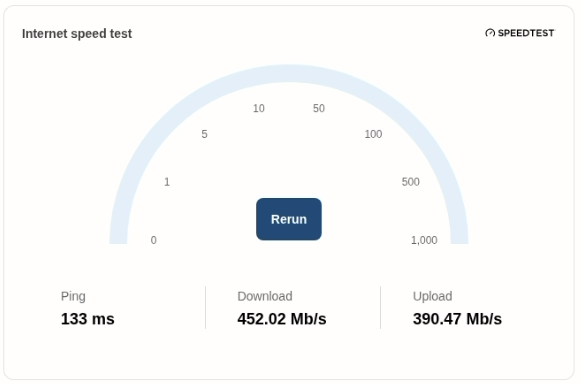 Internet speed test
SPEEDTEST
10 50
5 100
1 500
0 1,000
Rerun
Ping Download Upload
133 ms 452.02 Mb/s 390.47 Mb/s